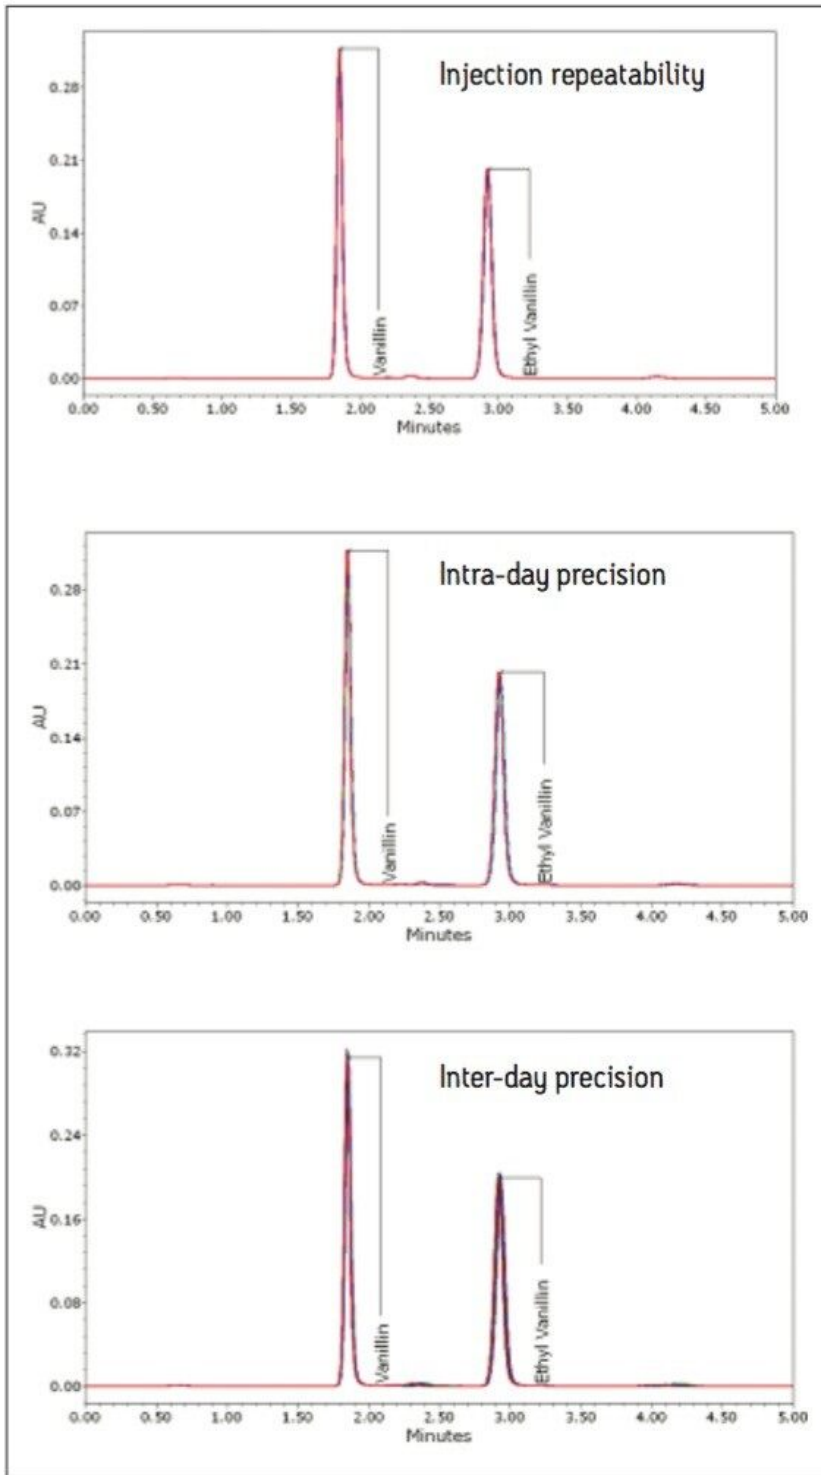 Injection repeatability
0.28
0.21
0.14
0.07
0.00
AU
Vanillin
Ethyl Vanillin
0.00 0.50 1.00 1.50 2.00 2.50 3.00 3.50 4.00 4.50 5.00
Minutes
Intra-day precision
0.28
0.21
0.14
0.07
0.00
AU
Vanillin
Ethyl Vanillin
0.00 0.50 1.00 1.50 2.00 2.50 3.00 3.50 4.00 4.50 5.00
Minutes
Inter-day precision
0.32
0.24
0.16
0.08
0.00
AU
Vanillin
Ethyl Vanillin
0.00 0.50 1.00 1.50 2.00 2.50 3.00 3.50 4.00 4.50 5.00
Minutes